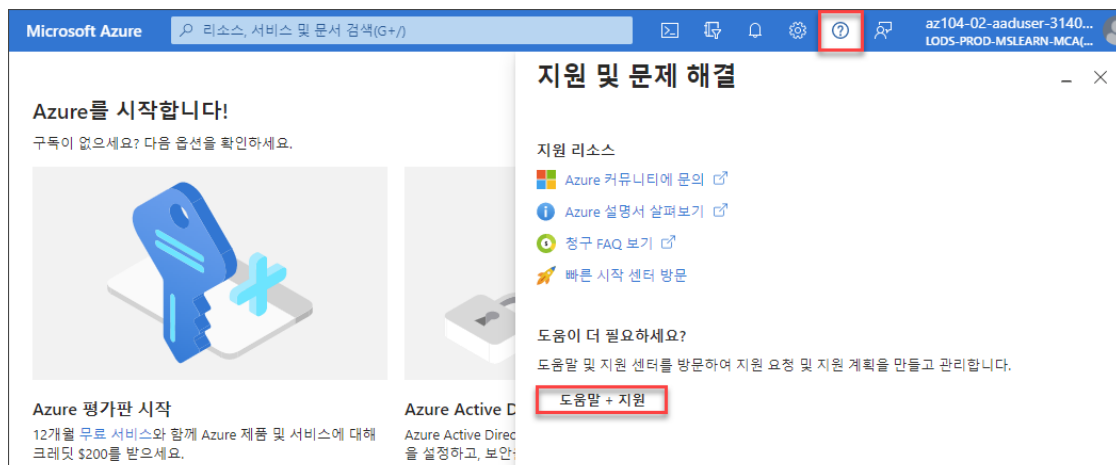 Microsoft Azure
리소스, 서비스 및 문서 검색(G+/)
az104-02-aaduser-3140...
LODS-PROD-MSLEARN-MCA(...
Azure를 시작합니다!
구독이 없으세요? 다음 옵션을 확인하세요.
Azure 평가판 시작
12개월 무료 서비스와 함께 Azure 제품 및 서비스에 대해
크레딧 $200를 받으세요.
Azure Active D
Azure Active Direc
을 설정하고, 보안
지원 및 문제 해결
지원 리소스
Azure 커뮤니티에 문의
Azure 설명서 살펴보기
청구 FAQ 보기
빠른 시작 센터 방문
도움이 더 필요하세요?
도움말 및 지원 센터를 방문하여 지원 요청 및 지원 계획을 만들고 관리합니다.
도움말 + 지원